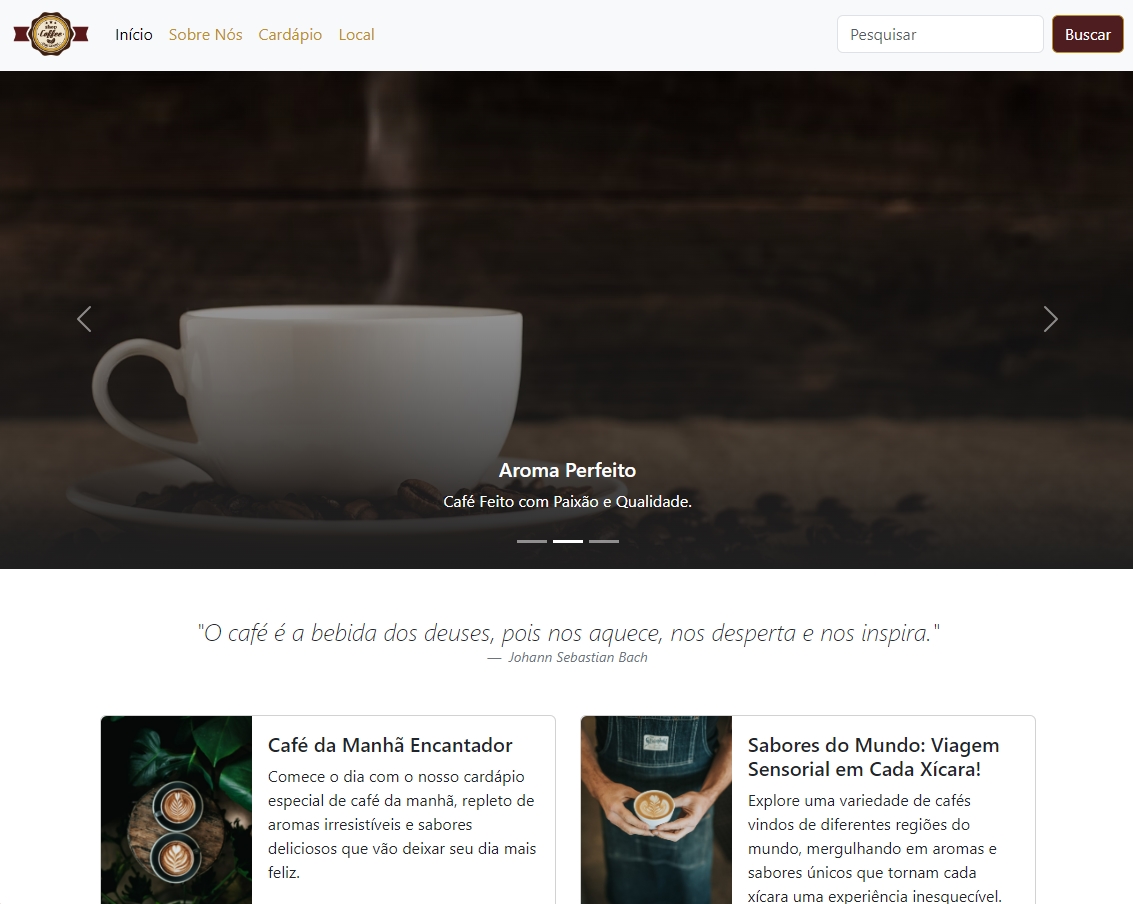 Coffee
Início
Sobre Nós
Cardápio
Local
Pesquisar
Buscar
Aroma Perfeito
Café Feito com Paixão e Qualidade.
"O café é a bebida dos deuses, pois nos aquece, nos desperta e nos inspira."
— Johann Sebastian Bach
Café da Manhã Encantador
Comece o dia com o nosso cardápio
especial de café da manhã, repleto de
aromas irresistíveis e sabores
deliciosos que vão deixar seu dia mais
feliz.
Sabores do Mundo: Viagem
Sensorial em Cada Xícara!
Explore uma variedade de cafés
vindos de diferentes regiões do
mundo, mergulhando em aromas e
sabores únicos que tornam cada
xícara uma experiência inesquecível.